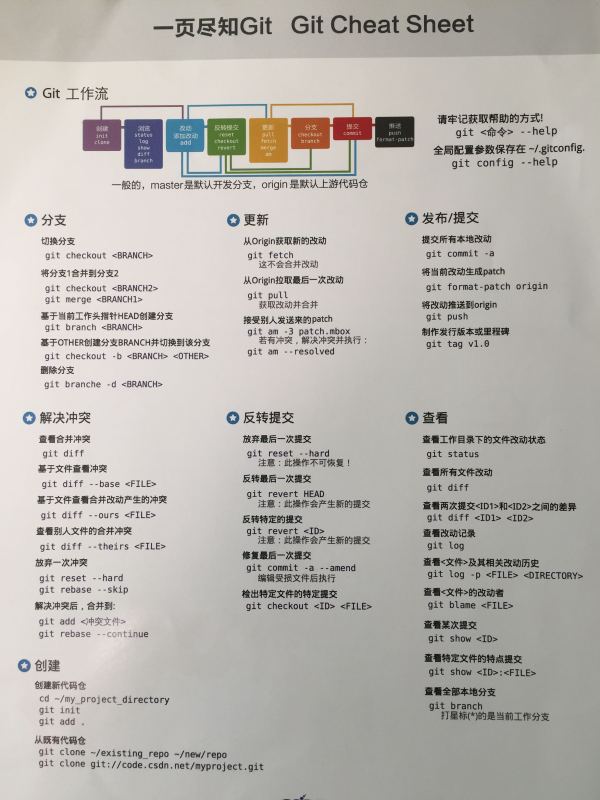 一页尽知Git Git Cheat Sheet
Git 工作流
创建
init
clone
浏览
status
log
show
diff
branch
改动
添加改动
add
反转提交
reset
checkout
revert
更新
pull
fetch
merge
am
分支
checkout
branch
提交
commit
推送
push
format-patch
一般的，master是默认开发分支，origin是默认上游代码仓
请牢记获取帮助的方式!
git <命令> --help
全局配置参数保存在 ~/.gitconfig.
git config --help
分支
切换分支
git checkout <BRANCH>
将分支1合并到分支2
git checkout <BRANCH2>
git merge <BRANCH1>
基于当前工作头指针HEAD创建分支
git branch <BRANCH>
基于OTHER创建分支BRANCH并切换到该分支
git checkout -b <BRANCH> <OTHER>
删除分支
git branche -d <BRANCH>
更新
从Origin获取新的改动
git fetch
这不会合并改动
从Origin拉取最后一次改动
git pull
获取改动并合并
接受别人发送来的patch
git am -3 patch.mbox
若有冲突，解决冲突并执行：
git am --resolved
发布/提交
提交所有本地改动
git commit -a
将当前改动生成patch
git format-patch origin
将改动推送到origin
git push
制作发行版本或里程碑
git tag v1.0
解决冲突
查看合并冲突
git diff
基于文件查看冲突
git diff --base <FILE>
基于文件查看合并改动产生的冲突
git diff --ours <FILE>
查看别人文件的合并冲突
git diff --theirs <FILE>
放弃一次冲突
git reset --hard
git rebase --skip
解决冲突后，合并到:
git add <冲突文件>
git rebase --continue
反转提交
放弃最后一次提交
git reset --hard
注意：此操作不可恢复！
反转最后一次提交
git revert HEAD
注意：此操作会产生新的提交
反转特定的提交
git revert <ID>
注意：此操作会产生新的提交
修复最后一次提交
git commit -a --amend
编辑受损文件后执行
检出特定文件的特定提交
git checkout <ID> <FILE>
查看
查看工作目录下的文件改动状态
git status
查看所有文件改动
git diff
查看两次提交<ID1>和<ID2>之间的差异
git diff <ID1> <ID2>
查看改动记录
git log
查看<文件>及其相关改动历史
git log -p <FILE> <DIRECTORY>
查看<文件>的改动者
git blame <FILE>
查看某次提交
git show <ID>
查看特定文件的特点提交
git show <ID>:<FILE>
查看全部本地分支
git branch
打星标(*)的是当前工作分支
创建
创建新代码仓
cd ~/my_project_directory
git init
git add .
从既有代码仓
git clone ~/existing_repo ~/new/repo
git clone git://code.csdn.net/myproject.git